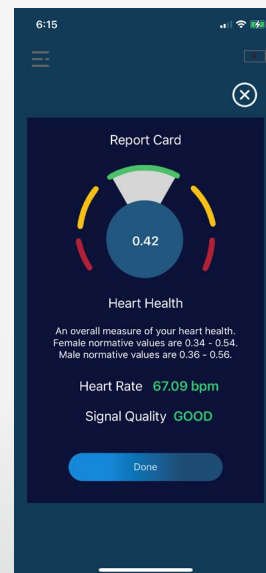 6:15
Report Card
0.42
Heart Health
An overall measure of your heart health.
Female normative values are 0.34 - 0.54.
Male normative values are 0.36 - 0.56.
Heart Rate 67.09 bpm
Signal Quality GOOD
Done